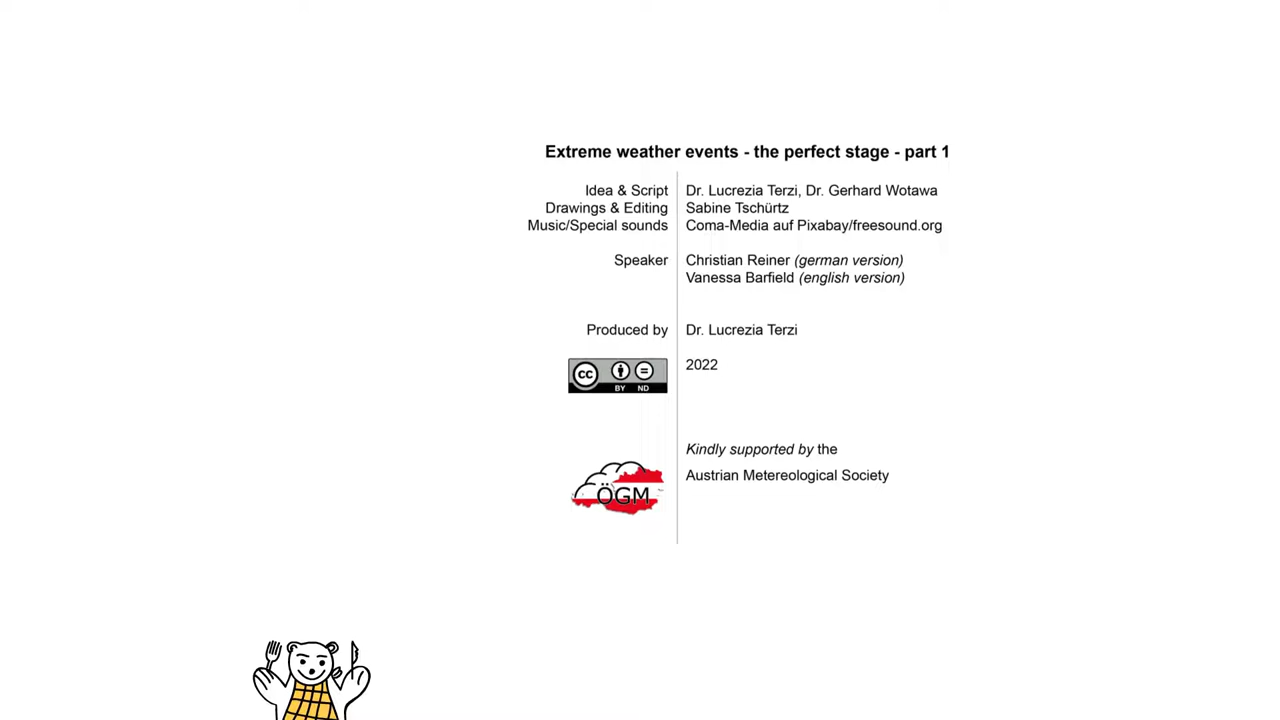 Extreme weather events - the perfect stage - part 1
Idea & Script Dr. Lucrezia Terzi, Dr. Gerhard Wotawa
Drawings & Editing Sabine Tschürtz
Music/Special sounds Coma-Media auf Pixabay/freesound.org
Speaker Christian Reiner (german version)
Vanessa Barfield (english version)
Produced by Dr. Lucrezia Terzi
cc BY ND 2022
Kindly supported by the
Austrian Metereological Society
ÖGM